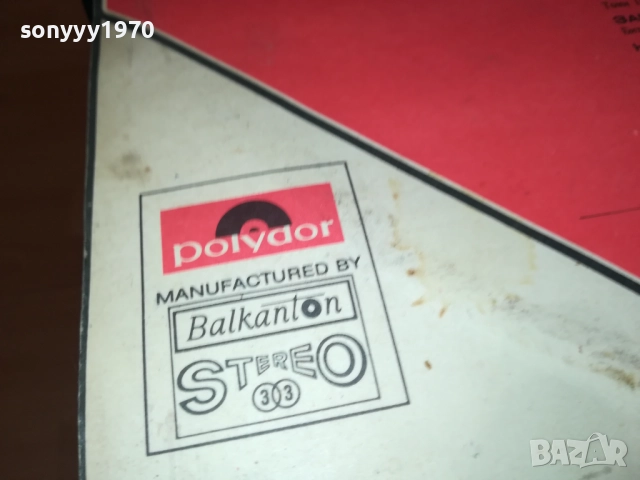 sonyyy1970
polydor
MANUFACTURED BY
Balkanton
STEREO
33
BAZAR